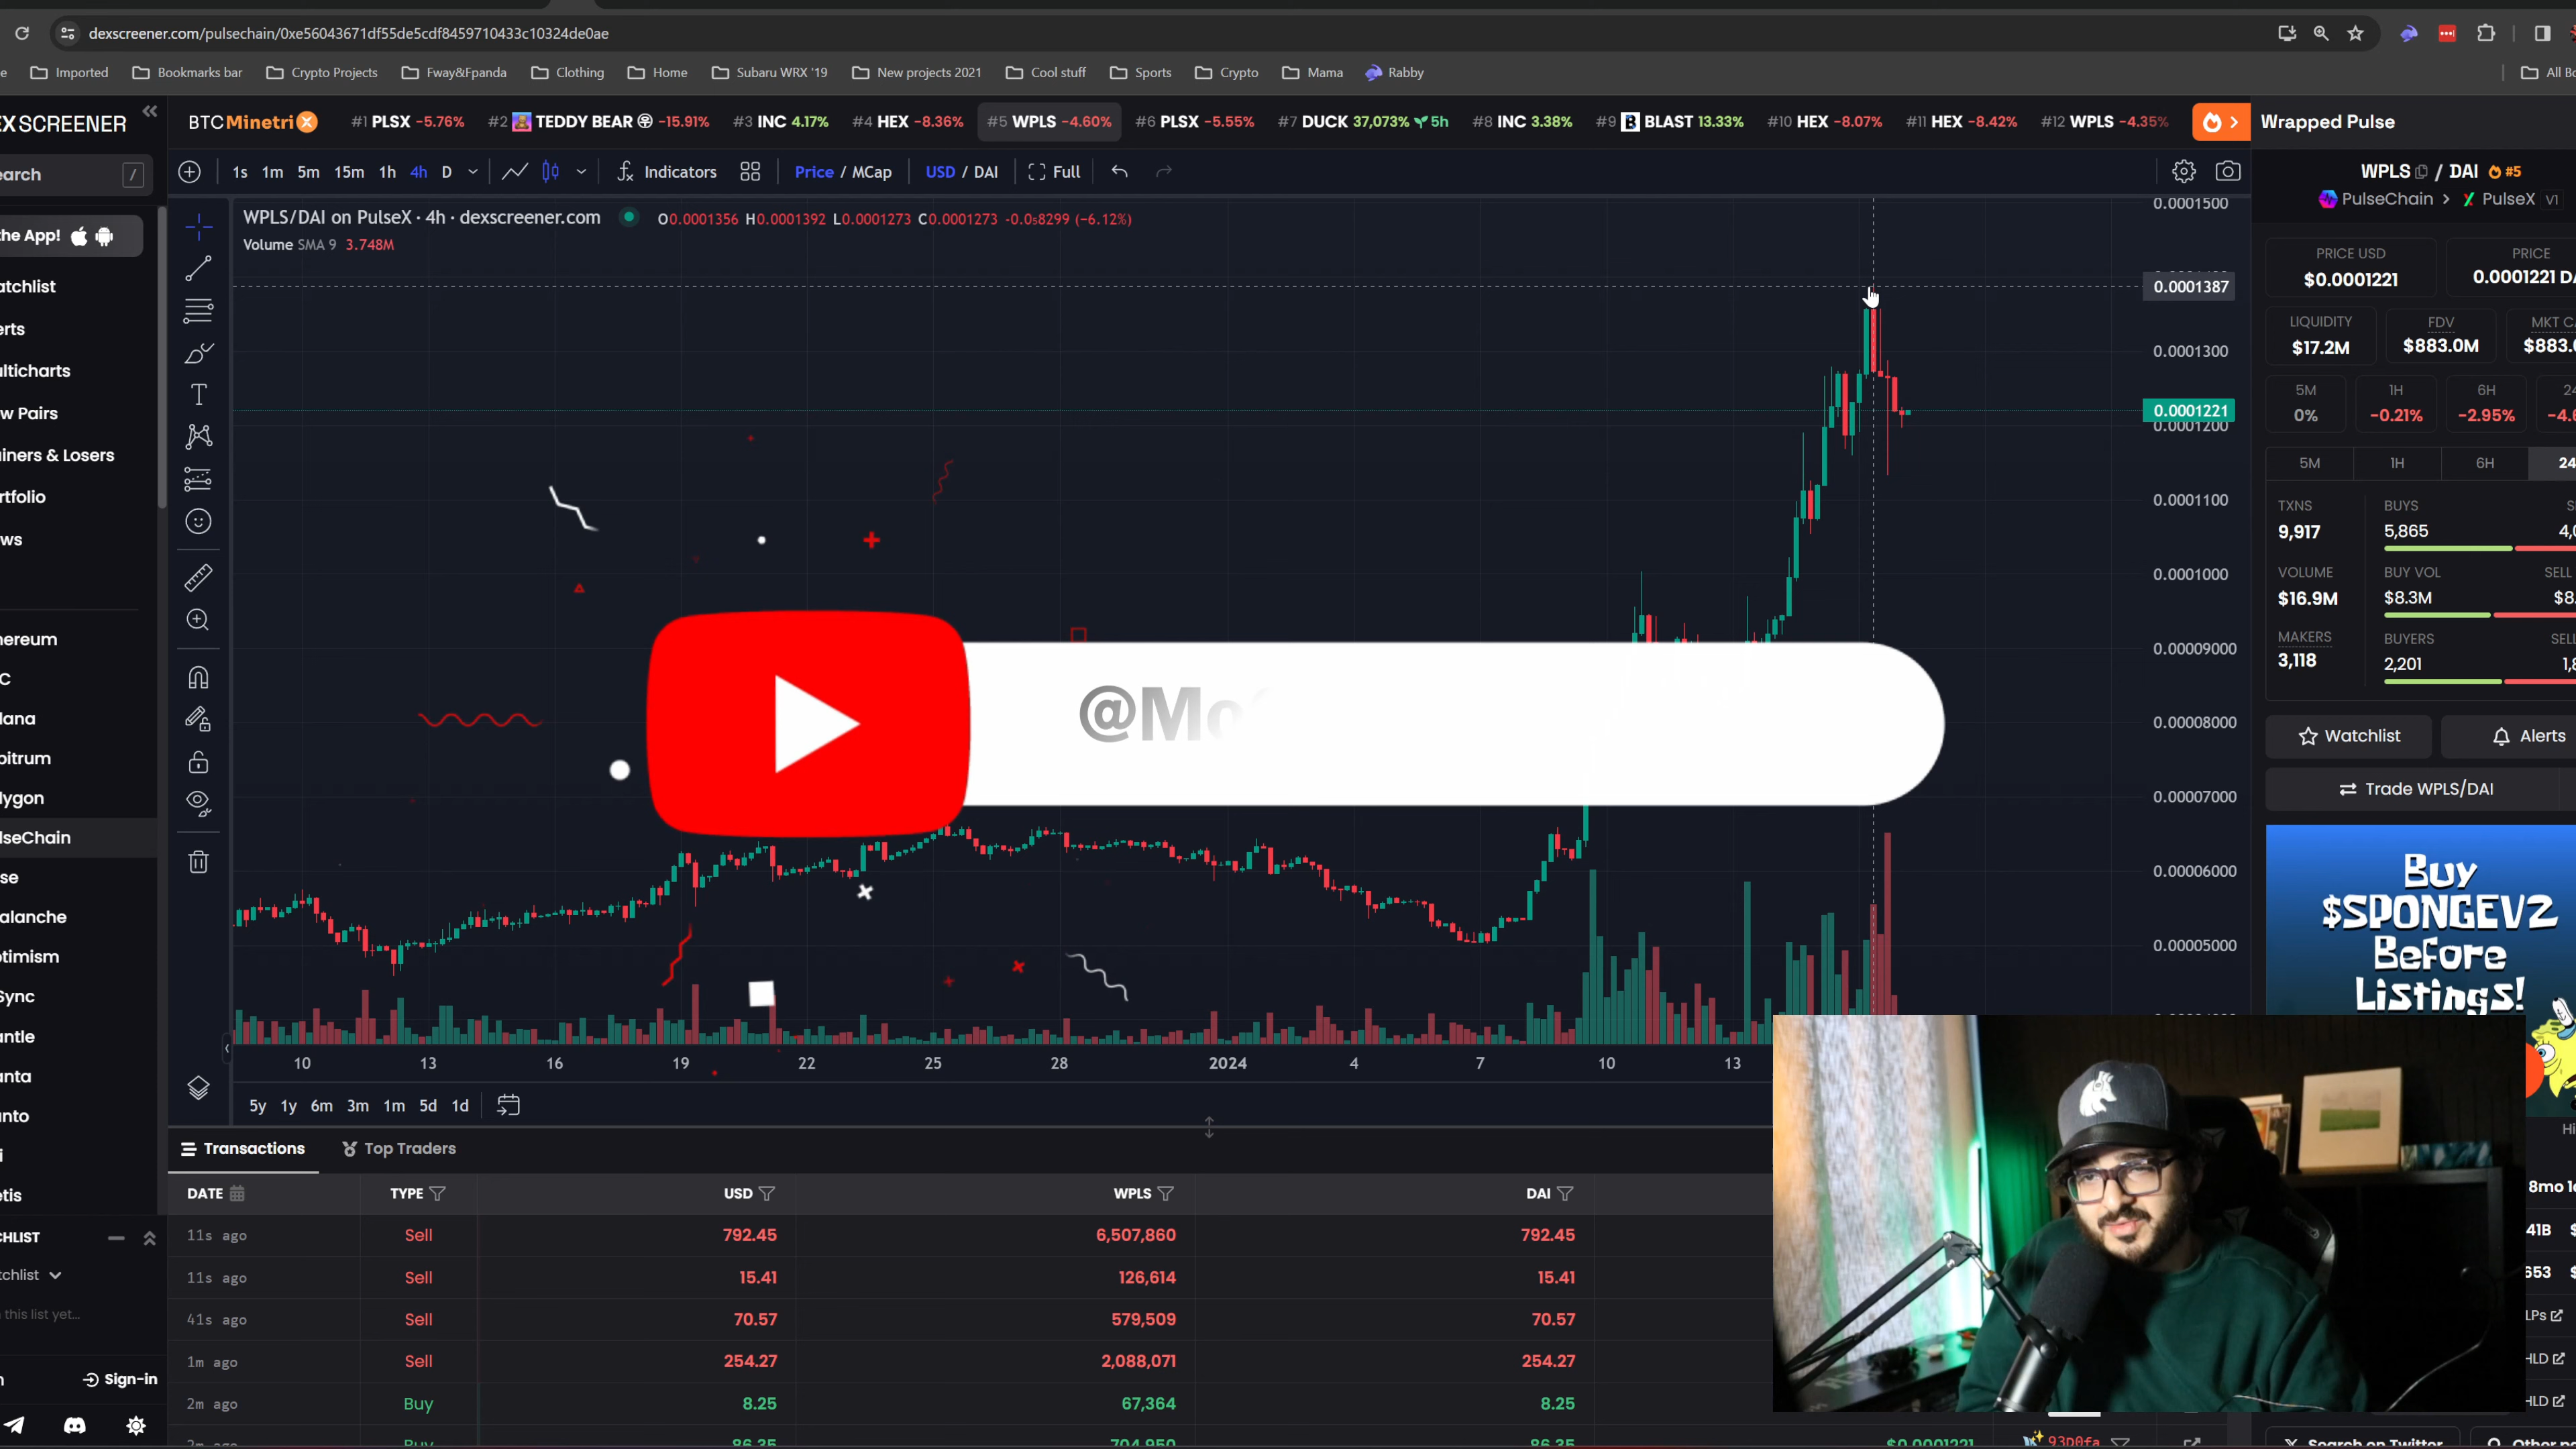 dexscreener.com/pulsechain/0xe56043671df55de5cdf8459710433c10324de0ae
Imported Bookmarks bar Crypto Projects Fway&Fpanda Clothing Home Subaru WRX '19 New projects 2021 Cool stuff Sports Crypto Mama Rabby All
SCREENER
BTCMinetrix #1 PLSX -5.76% #2 TEDDY BEAR -15.91% #3 INC 4.17% #4 HEX -8.36% #5 WPLS -4.60% #6 PLSX -5.55% #7 DUCK 37,073% 5h #8 INC 3.38% #9 BLAST 13.33% #10 HEX -8.07% #11 HEX -8.42% #12 WPLS -4.35%
Wrapped Pulse
/
1s 1m 5m 15m 1h 4h D Indicators Price / MCap USD / DAI Full
WPLS/DAI on PulseX · 4h · dexscreener.com O0.0001356 H0.0001392 L0.0001273 C0.0001273 -0.0₅8299 (-6.12%)
Volume SMA 9 3.748M
the App!
0.0001500
0.0001387
0.0001300
0.0001221
0.0001200
0.0001100
0.0001000
0.00009000
0.00008000
0.00007000
0.00006000
0.00005000
WPLS / DAI #5
PulseChain > PulseX V1
PRICE USD PRICE
$0.0001221 0.0001221
LIQUIDITY FDV MKT
$17.2M $883.0M
5M 1H 6H
0% -0.21% -2.95%
5M 1H 6H
TXNS BUYS
9,917 5,865
VOLUME BUY VOL SELL
$16.9M $8.3M
MAKERS BUYERS
3,118 2,201
Watchlist Alerts
Trade WPLS/DAI
Buy
$SPONGEV2
Before
Listings!
& Losers
@Mo
10 13 16 19 22 25 28 2024 4 7 10 13
5y 1y 6m 3m 1m 5d 1d
Transactions Top Traders
DATE TYPE USD WPLS DAI
11s ago Sell 792.45 6,507,860 792.45
11s ago Sell 15.41 126,614 15.41
41s ago Sell 70.57 579,509 70.57
1m ago Sell 254.27 2,088,071 254.27
2m ago Buy 8.25 67,364 8.25
this list yet...
Sign-in
8mo